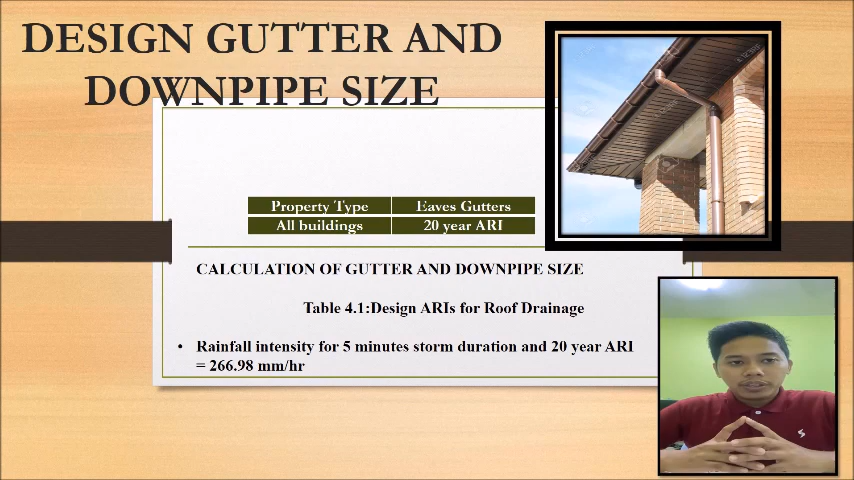 DESIGN GUTTER AND
DOWNPIPE SIZE
Property Type Eaves Gutters
All buildings 20 year ARI
CALCULATION OF GUTTER AND DOWNPIPE SIZE
Table 4.1:Design ARIs for Roof Drainage
• Rainfall intensity for 5 minutes storm duration and 20 year ARI
= 266.98 mm/hr